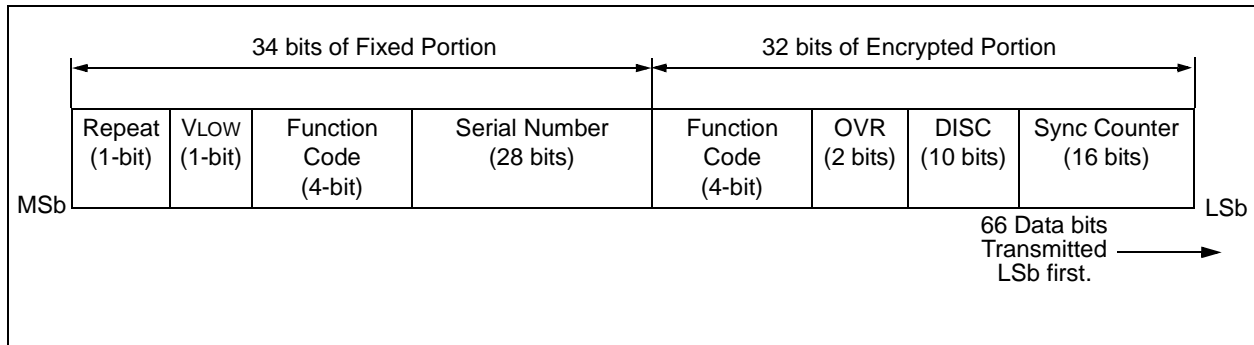 34 bits of Fixed Portion
32 bits of Encrypted Portion
Repeat
(1-bit)
VLOW
(1-bit)
Function
Code
(4-bit)
Serial Number
(28 bits)
Function
Code
(4-bit)
OVR
(2 bits)
DISC
(10 bits)
Sync Counter
(16 bits)
MSb
LSb
66 Data bits
Transmitted
LSb first.